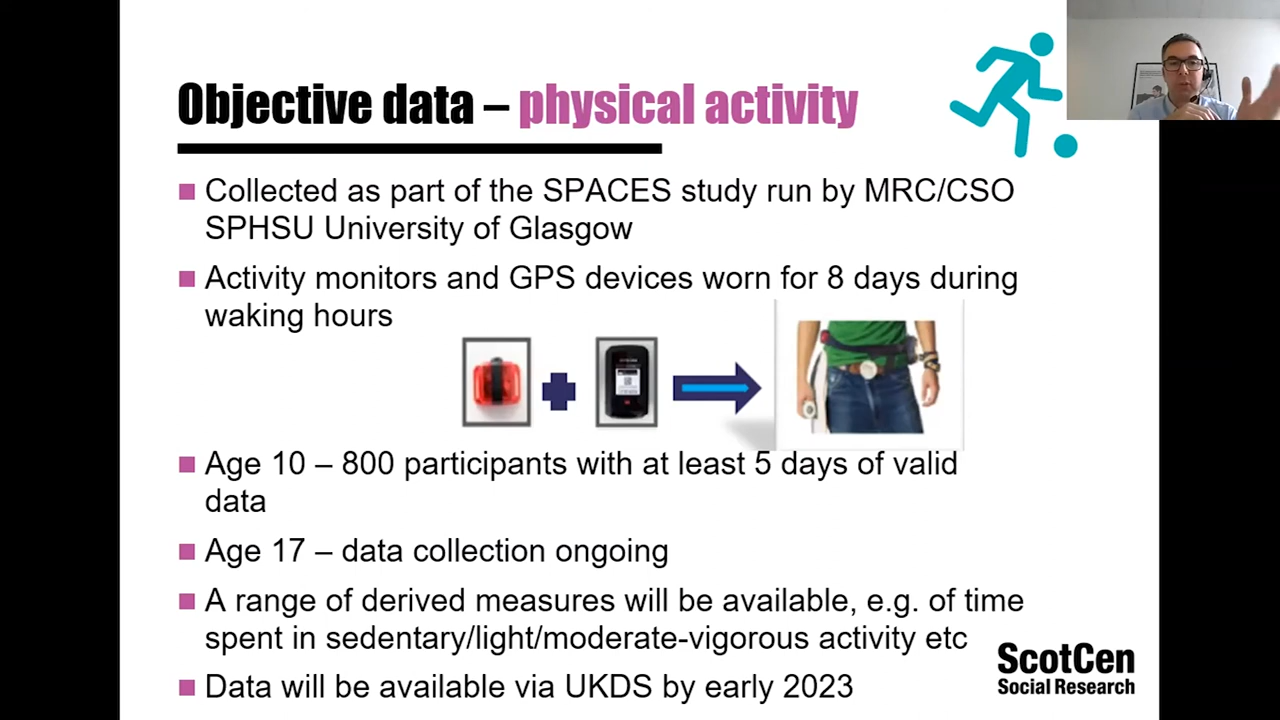 Objective data – physical activity
Collected as part of the SPACES study run by MRC/CSO
SPHSU University of Glasgow
Activity monitors and GPS devices worn for 8 days during
waking hours
Age 10 – 800 participants with at least 5 days of valid
data
Age 17 – data collection ongoing
A range of derived measures will be available, e.g. of time
spent in sedentary/light/moderate-vigorous activity etc
Data will be available via UKDS by early 2023
ScotCen
Social Research